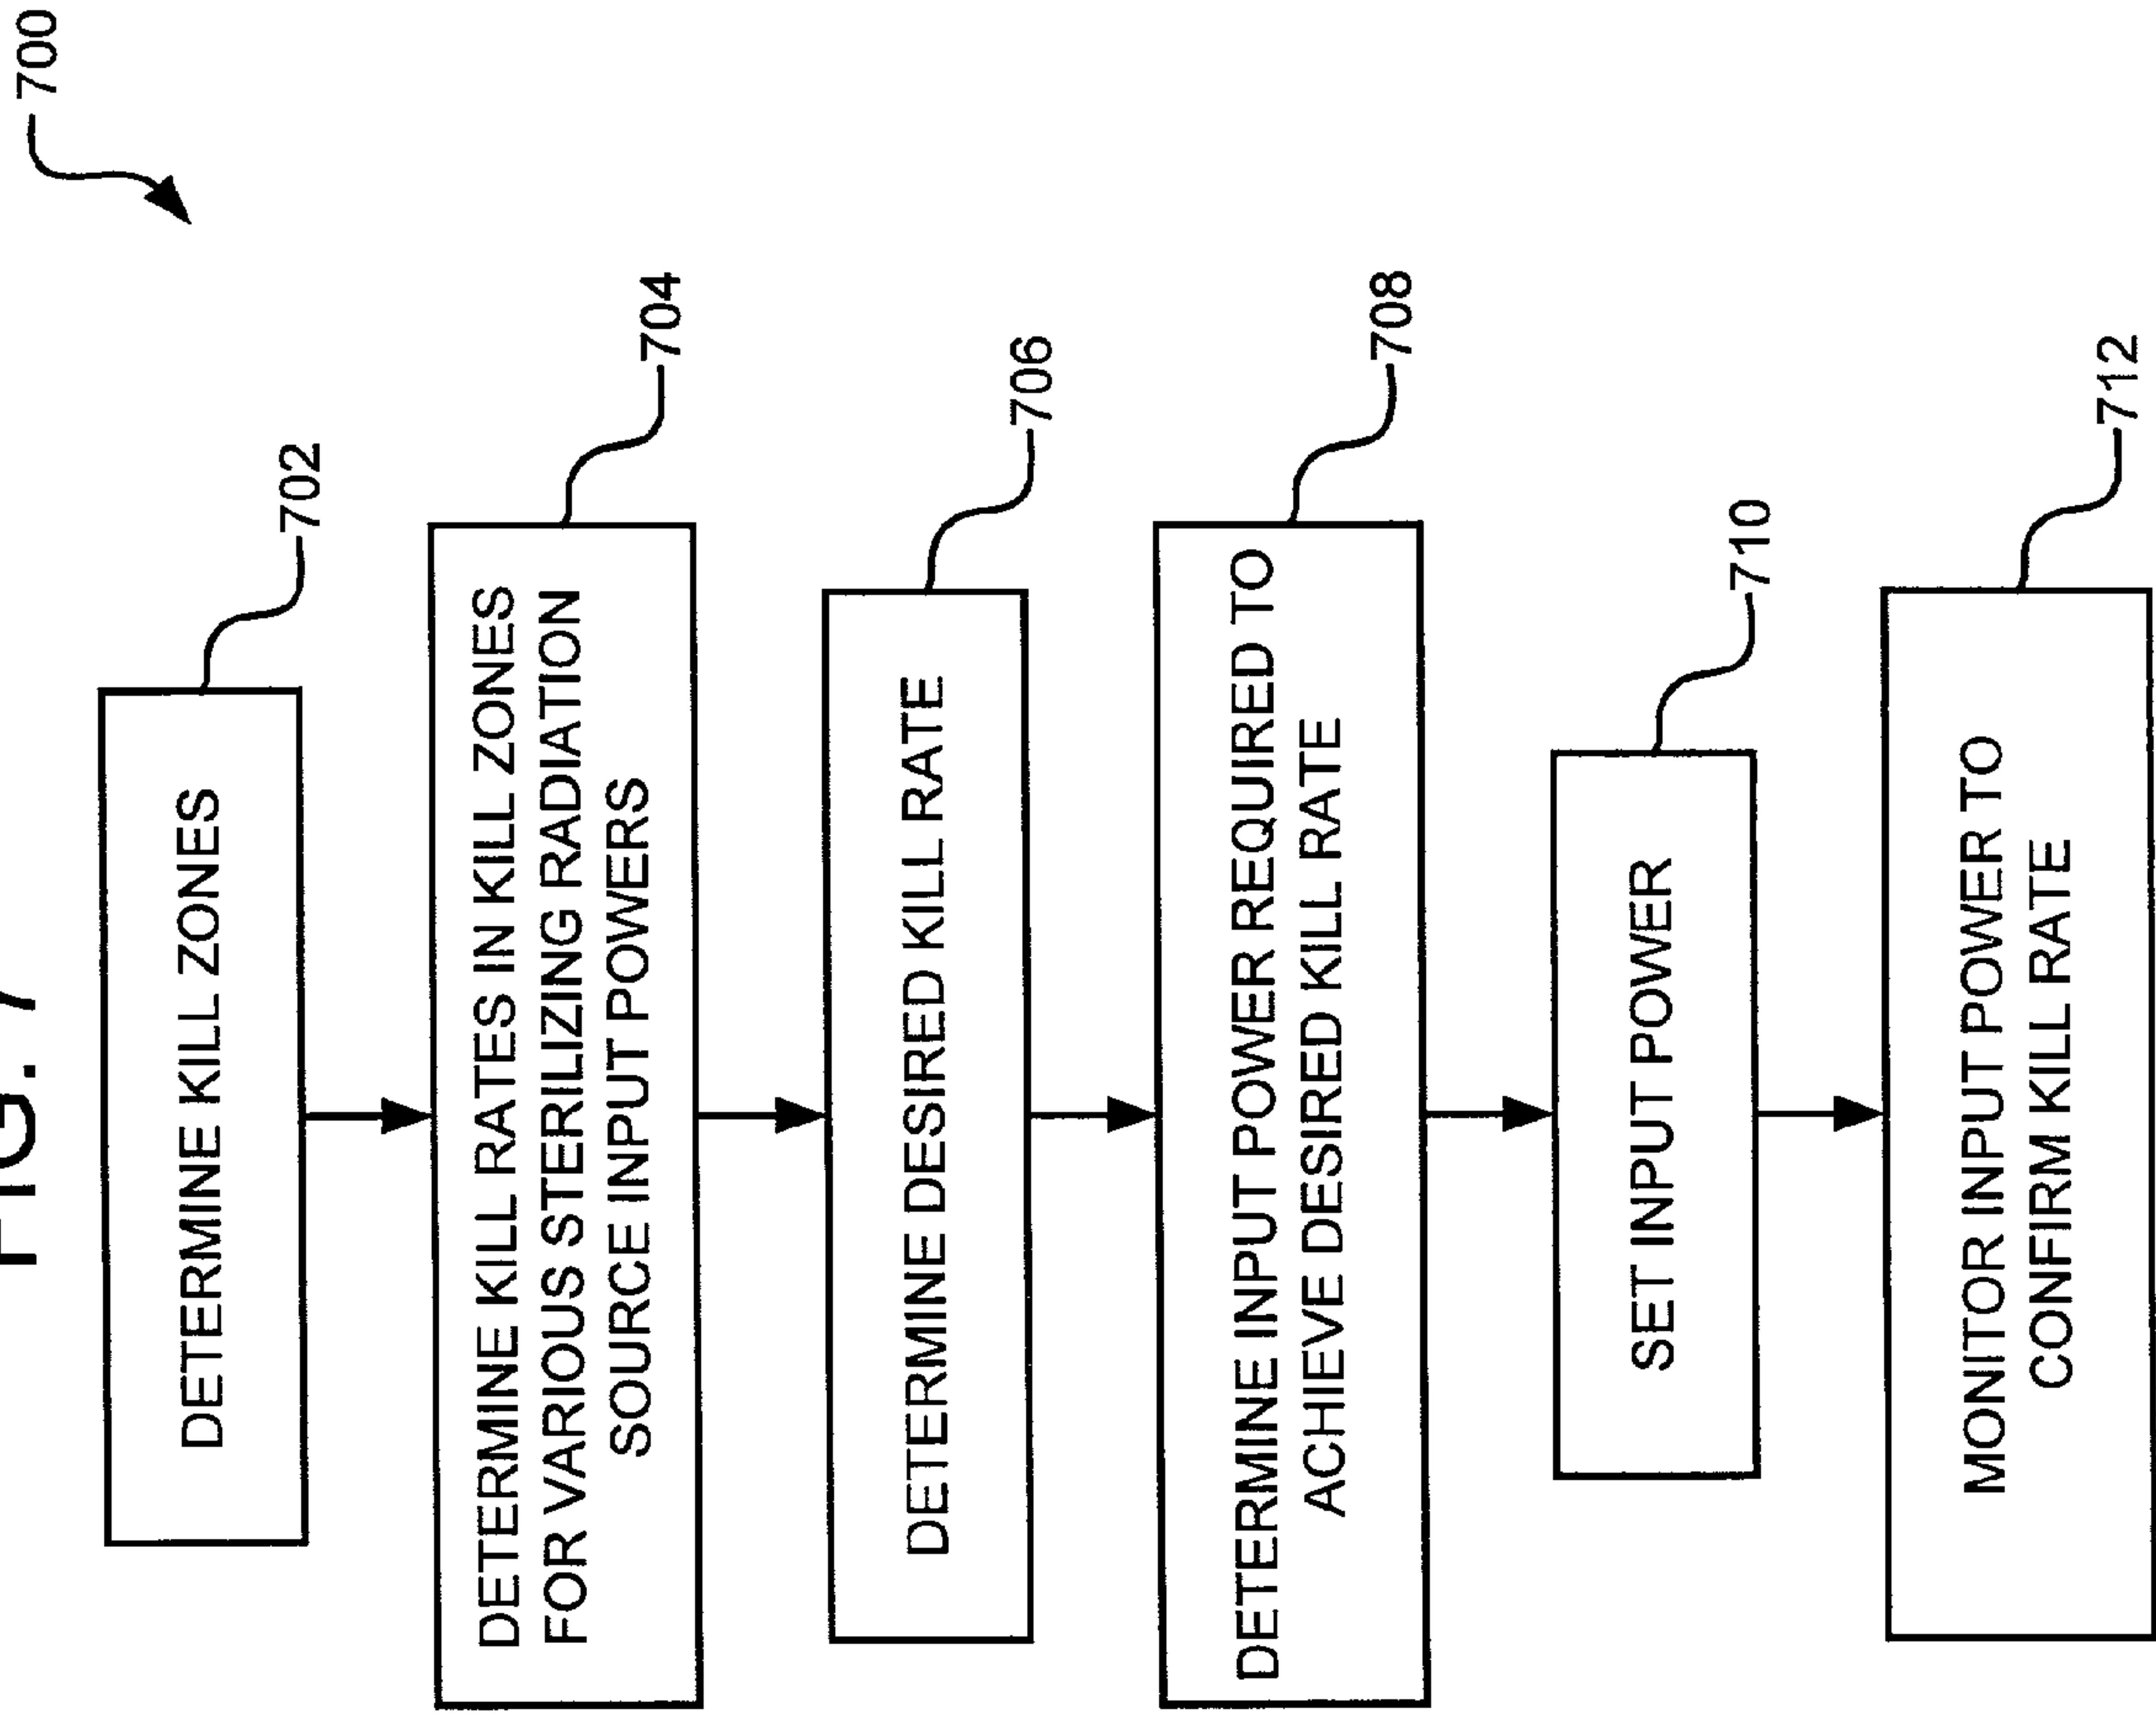 FIG. 7
700
DETERMINE KILL ZONES
702
DETERMINE KILL RATES IN KILL ZONES
FOR VARIOUS STERILIZING RADIATION
SOURCE INPUT POWERS
704
DETERMINE DESIRED KILL RATE
706
DETERMINE INPUT POWER REQUIRED TO
ACHIEVE DESIRED KILL RATE
708
SET INPUT POWER
710
MONITOR INPUT POWER TO
CONFIRM KILL RATE
712